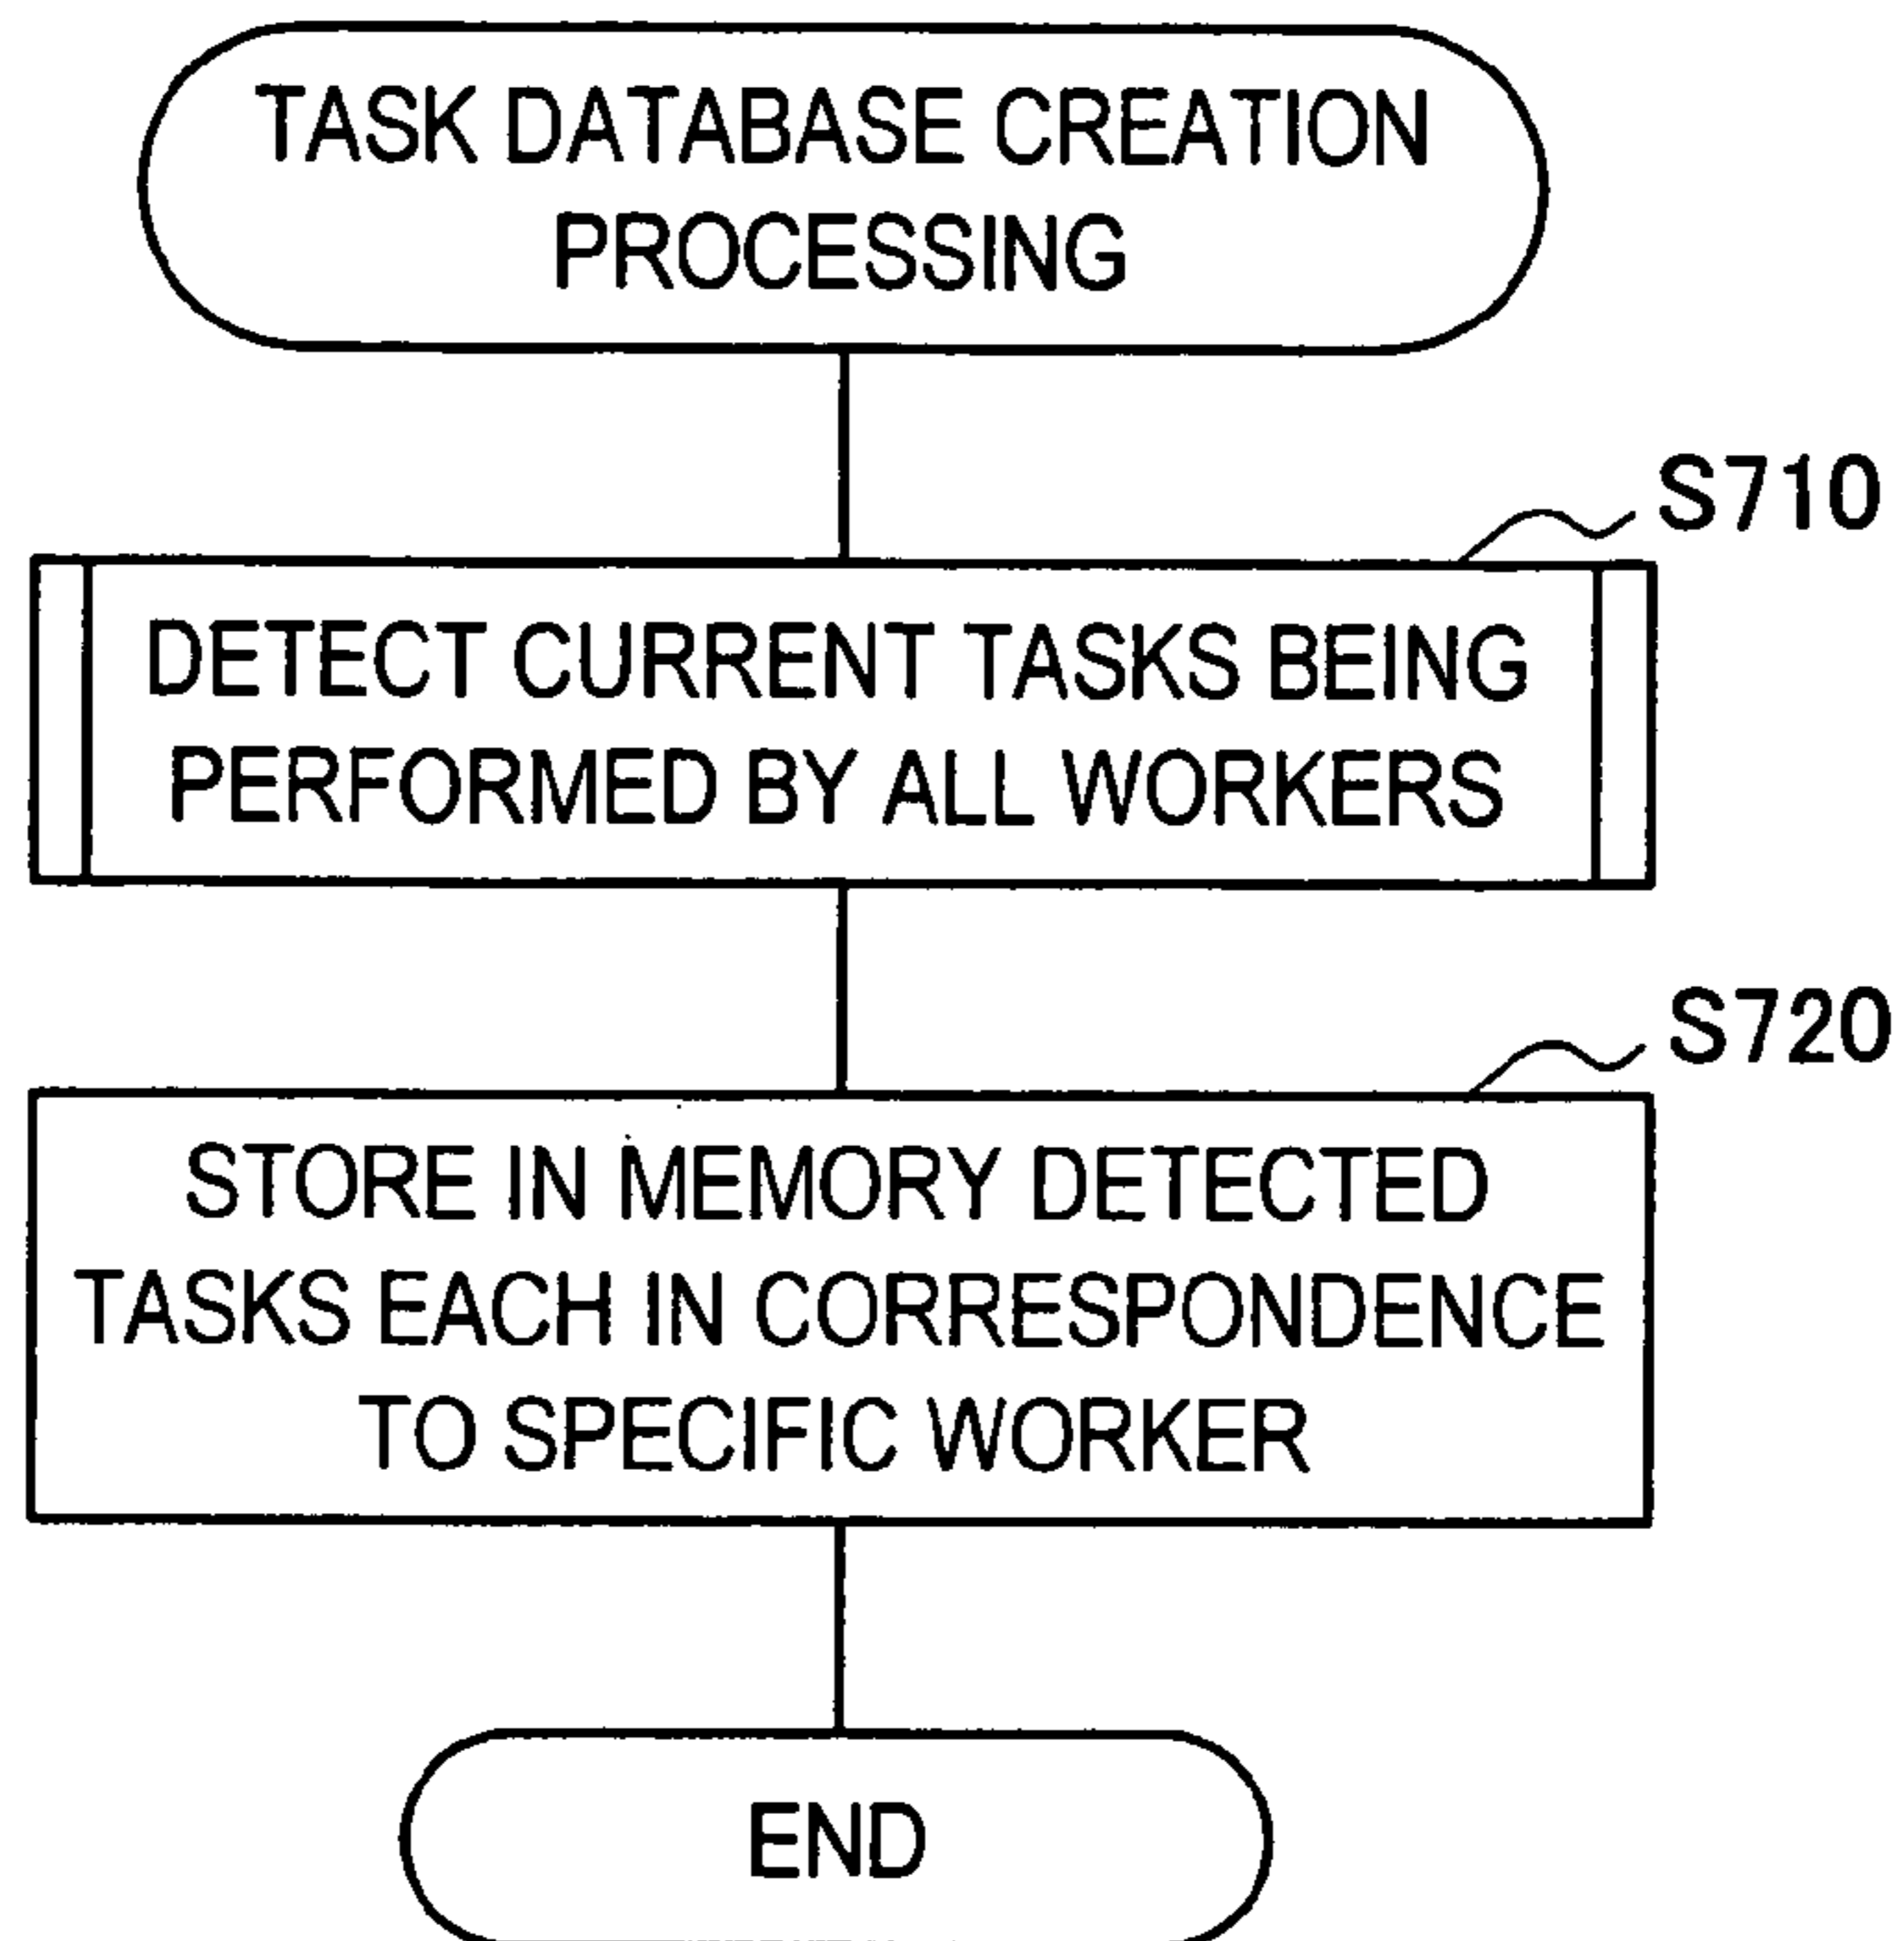 TASK DATABASE CREATION
PROCESSING
S710
DETECT CURRENT TASKS BEING
PERFORMED BY ALL WORKERS
S720
STORE IN MEMORY DETECTED
TASKS EACH IN CORRESPONDENCE
TO SPECIFIC WORKER
END